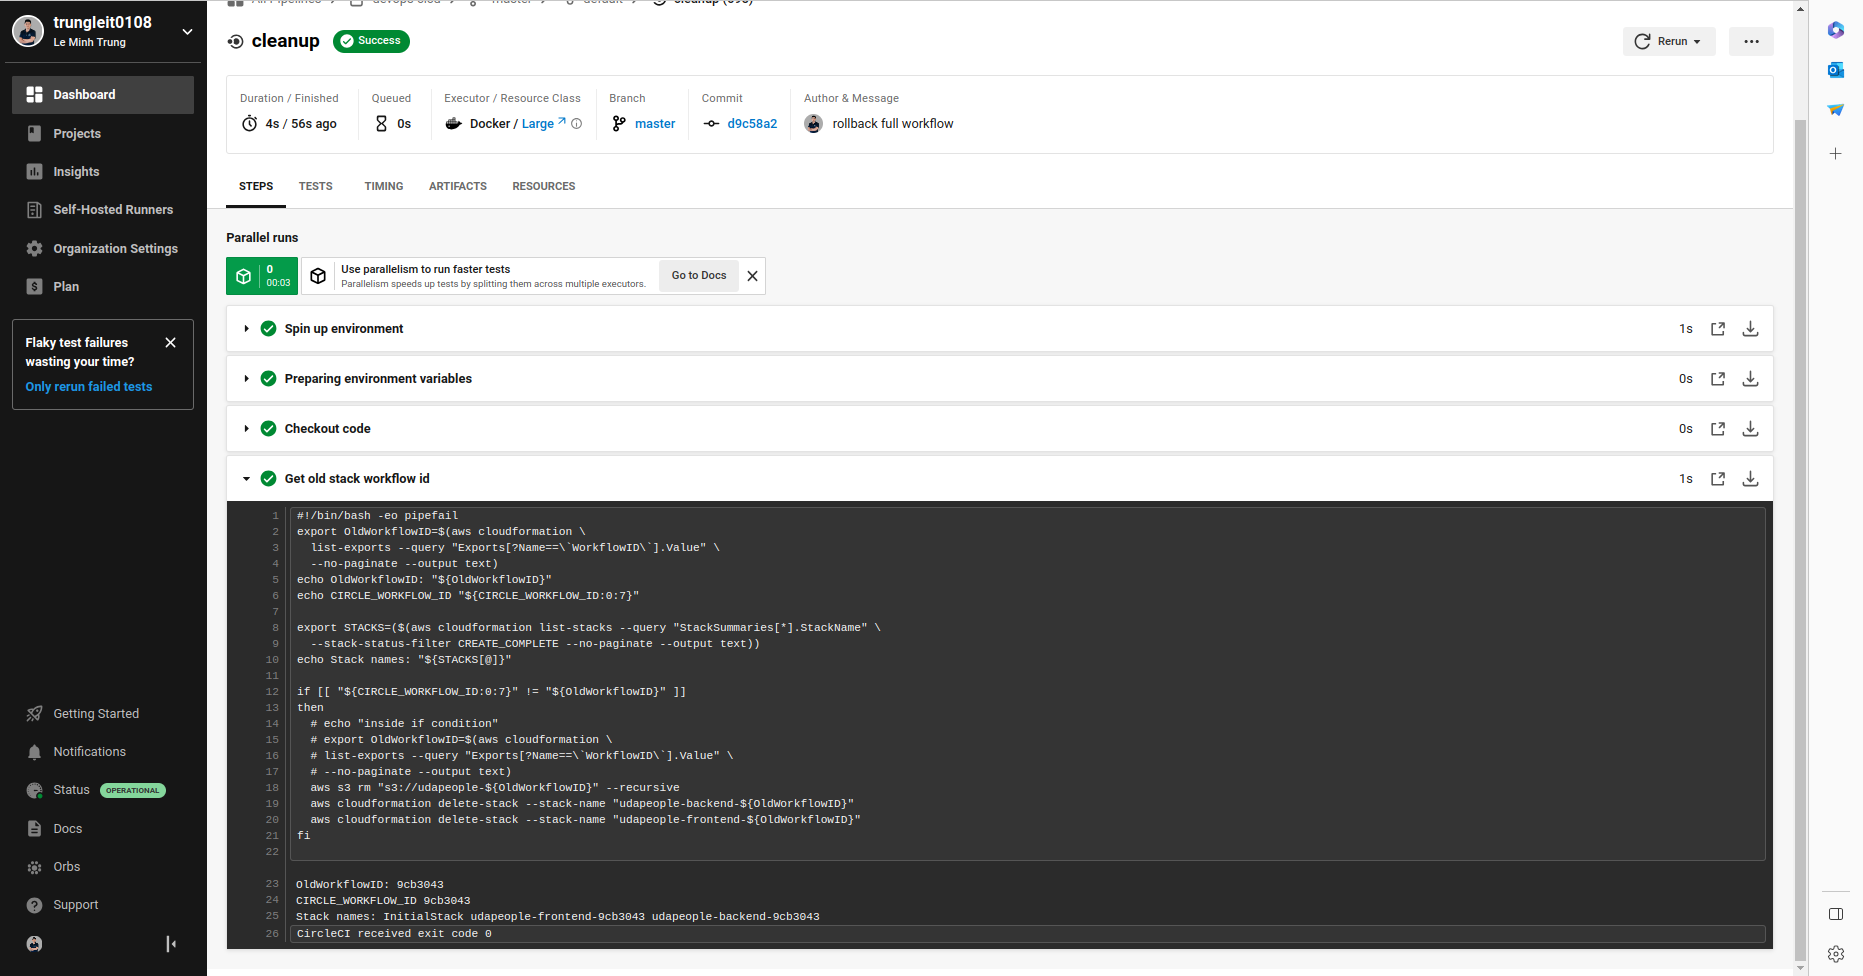 trungleit0108
Le Minh Trung
Dashboard
Projects
Insights
Self-Hosted Runners
Organization Settings
Plan
Flaky test failures
wasting your time?
Only rerun failed tests
Getting Started
Notifications
Status OPERATIONAL
Docs
Orbs
Support
cleanup Success
Rerun
Duration / Finished
4s / 56s ago
Queued
0s
Executor / Resource Class
Docker / Large
Branch
master
Commit
d9c58a2
Author & Message
rollback full workflow
STEPS TESTS TIMING ARTIFACTS RESOURCES
Parallel runs
0
00:03
Use parallelism to run faster tests
Parallelism speeds up tests by splitting them across multiple executors.
Go to Docs
Spin up environment 1s
Preparing environment variables 0s
Checkout code 0s
Get old stack workflow id 1s
1 #!/bin/bash -eo pipefail
2 export OldWorkflowID=$(aws cloudformation \
3 list-exports --query "Exports[?Name==\`WorkflowID\`].Value" \
4 --no-paginate --output text)
5 echo OldWorkflowID: "${OldWorkflowID}"
6 echo CIRCLE_WORKFLOW_ID "${CIRCLE_WORKFLOW_ID:0:7}"
7
8 export STACKS=($(aws cloudformation list-stacks --query "StackSummaries[*].StackName" \
9 --stack-status-filter CREATE_COMPLETE --no-paginate --output text))
10 echo Stack names: "${STACKS[@]}"
11
12 if [[ "${CIRCLE_WORKFLOW_ID:0:7}" != "${OldWorkflowID}" ]]
13 then
14 # echo "inside if condition"
15 # export OldWorkflowID=$(aws cloudformation \
16 # list-exports --query "Exports[?Name==\`WorkflowID\`].Value" \
17 # --no-paginate --output text)
18 aws s3 rm "s3://udapeople-${OldWorkflowID}" --recursive
19 aws cloudformation delete-stack --stack-name "udapeople-backend-${OldWorkflowID}"
20 aws cloudformation delete-stack --stack-name "udapeople-frontend-${OldWorkflowID}"
21 fi
22
23 OldWorkflowID: 9cb3043
24 CIRCLE_WORKFLOW_ID 9cb3043
25 Stack names: InitialStack udapeople-frontend-9cb3043 udapeople-backend-9cb3043
26 CircleCI received exit code 0